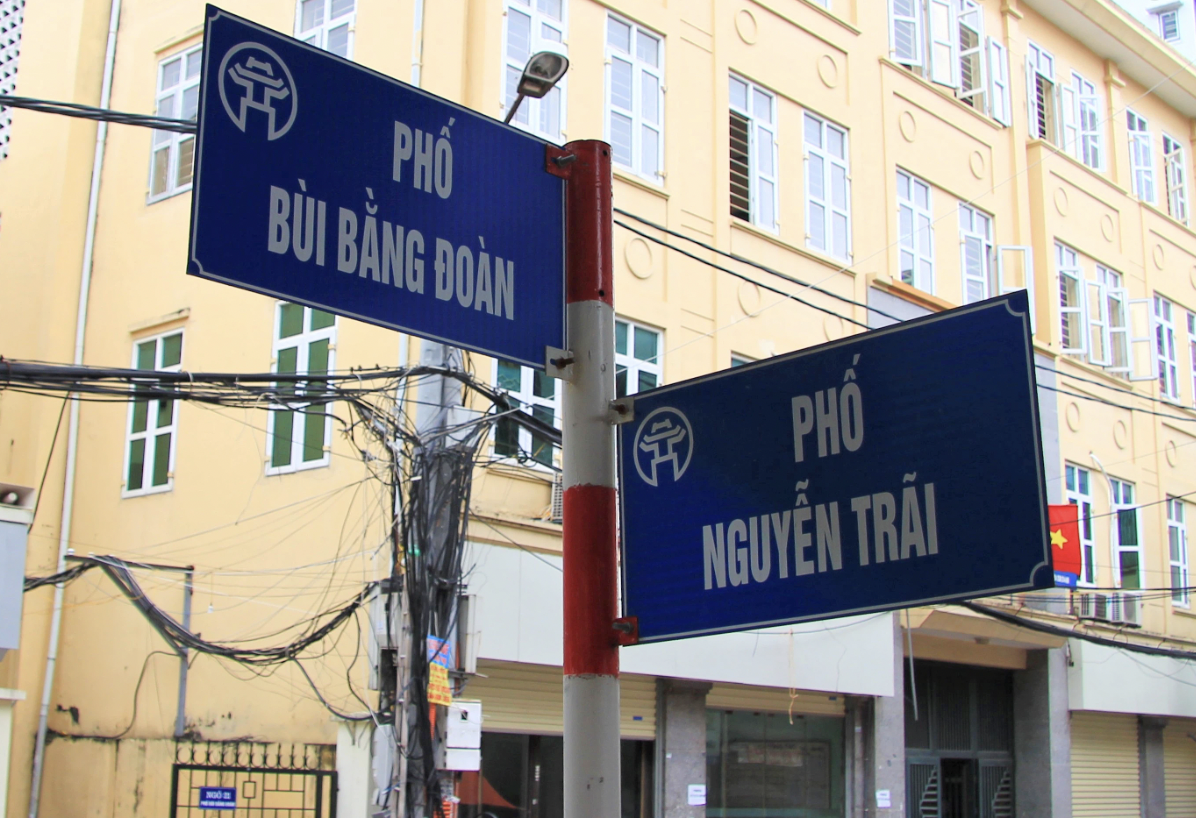 PHỐ
BÙI BẰNG ĐOÀN
PHỐ
NGUYỄN TRÃI